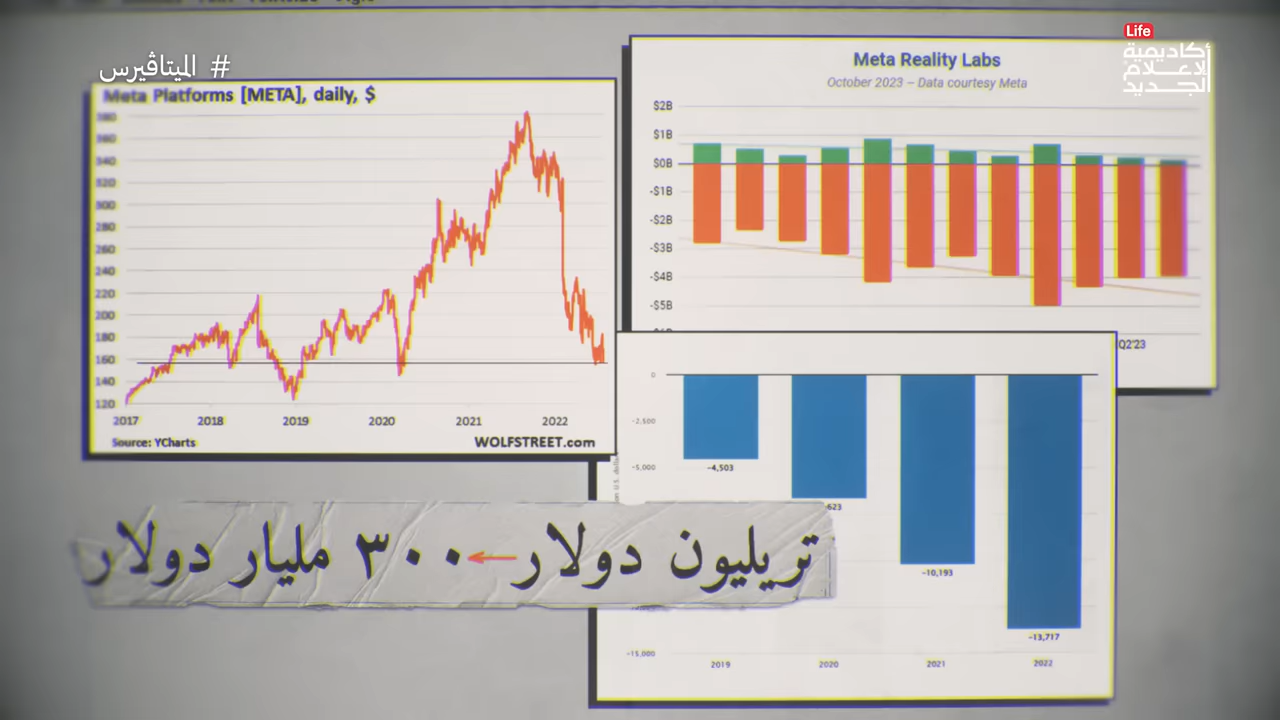 # الميتاڤيرس
Life
أكاديمية
الإعلام
الجديد
Meta Platforms [META], daily, $
380
360
340
320
300
280
260
240
220
200
180
160
140
120
2017 2018 2019 2020 2021 2022
Source: YCharts WOLFSTREET.com
Meta Reality Labs
October 2023 – Data courtesy Meta
$2B
$1B
$0B
-$1B
-$2B
-$3B
-$4B
-$5B
Q2'23
0
-2,500
-5,000
-4,503
623
-10,193
-13,717
-15,000
2019 2020 2021 2022
تريليون دولار ← ٣٠٠ مليار دولار